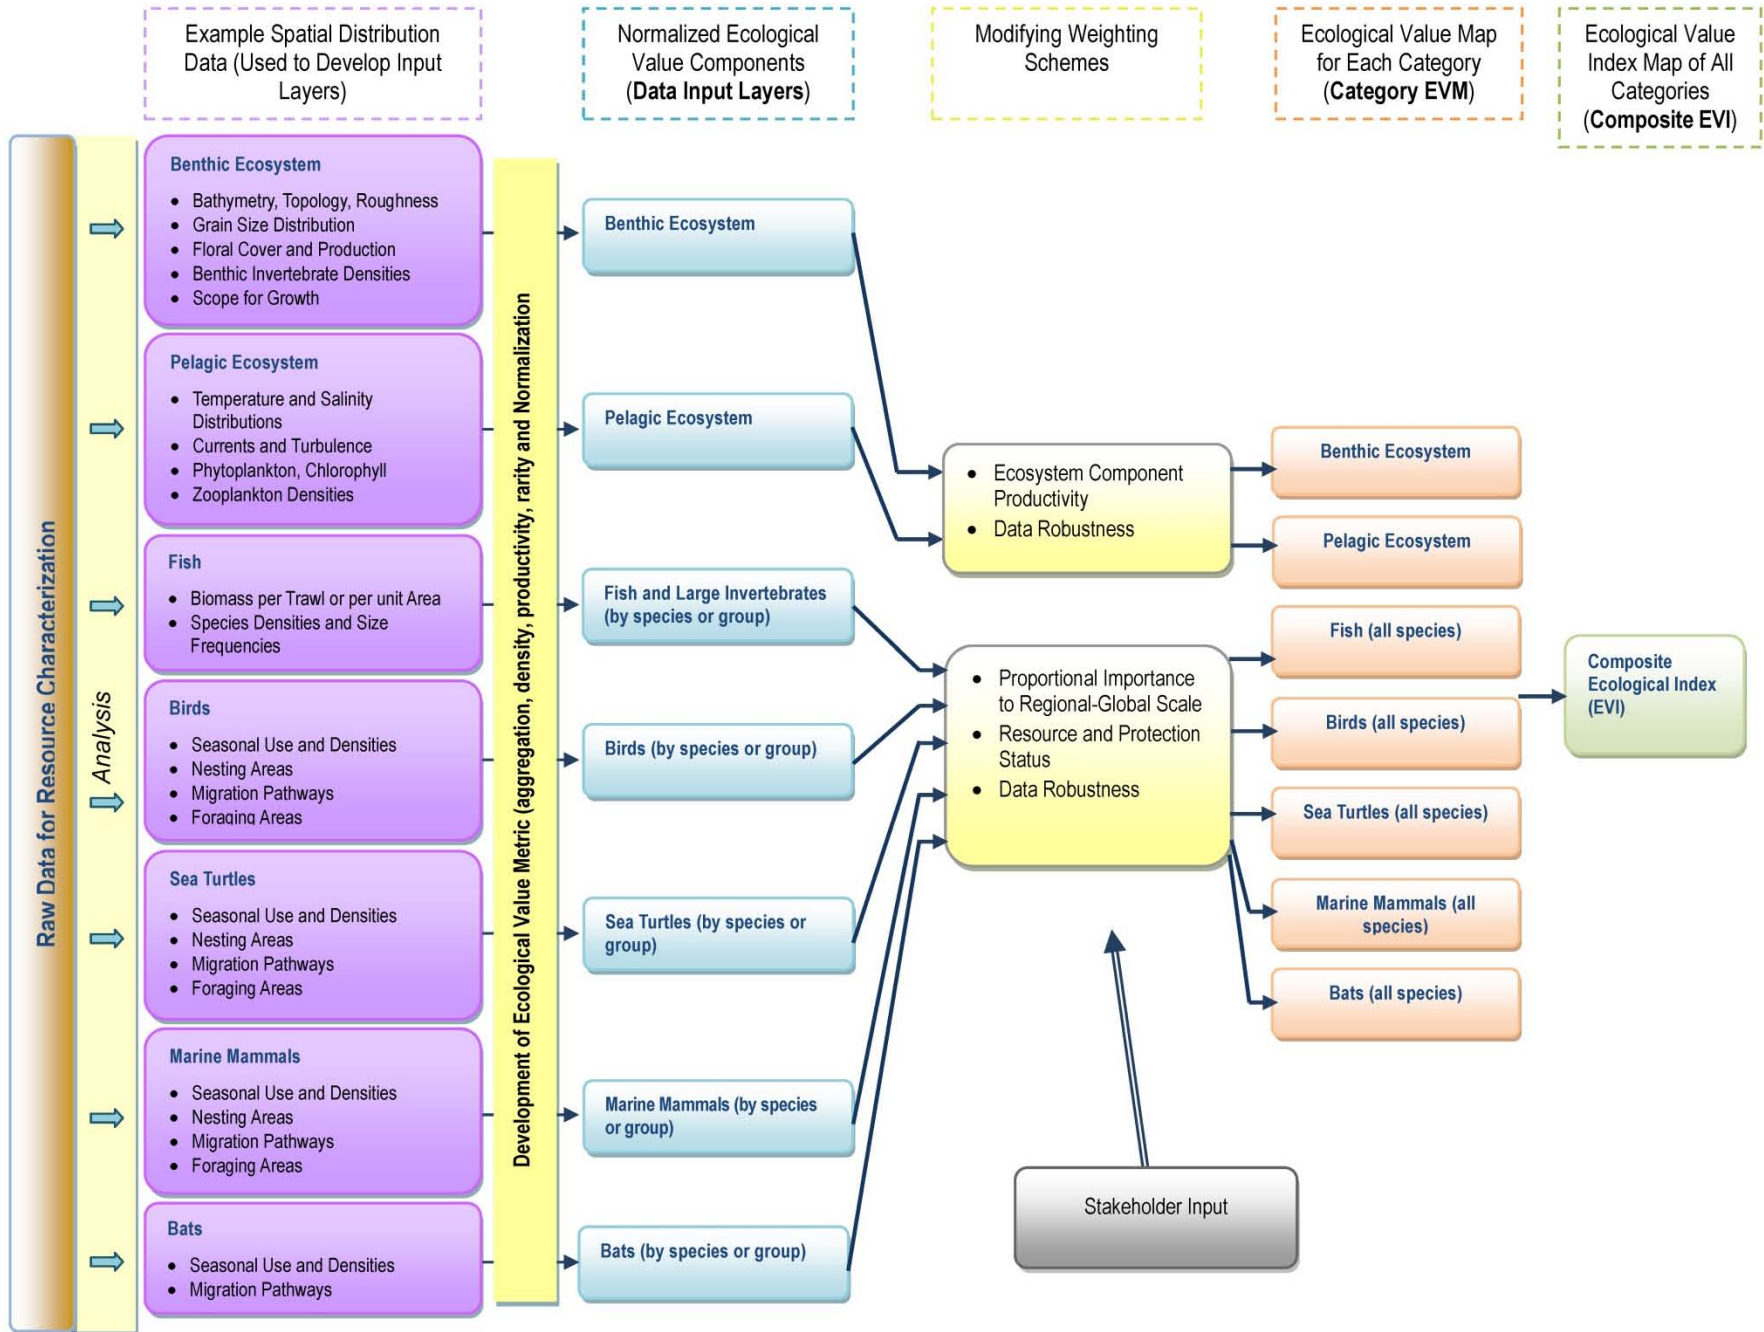 Example Spatial Distribution
Data (Used to Develop Input
Layers)
Normalized Ecological
Value Components
(Data Input Layers)
Modifying Weighting
Schemes
Ecological Value Map
for Each Category
(Category EVM)
Ecological Value
Index Map of All
Categories
(Composite EVI)
Raw Data for Resource Characterization
Analysis
Benthic Ecosystem
• Bathymetry, Topology, Roughness
• Grain Size Distribution
• Floral Cover and Production
• Benthic Invertebrate Densities
• Scope for Growth
Pelagic Ecosystem
• Temperature and Salinity
Distributions
• Currents and Turbulence
• Phytoplankton, Chlorophyll
• Zooplankton Densities
Fish
• Biomass per Trawl or per unit Area
• Species Densities and Size
Frequencies
Birds
• Seasonal Use and Densities
• Nesting Areas
• Migration Pathways
• Foraging Areas
Sea Turtles
• Seasonal Use and Densities
• Nesting Areas
• Migration Pathways
• Foraging Areas
Marine Mammals
• Seasonal Use and Densities
• Nesting Areas
• Migration Pathways
• Foraging Areas
Bats
• Seasonal Use and Densities
• Migration Pathways
Development of Ecological Value Metric (aggregation, density, productivity, rarity and Normalization
Benthic Ecosystem
Pelagic Ecosystem
Fish and Large Invertebrates
(by species or group)
Birds (by species or group)
Sea Turtles (by species or
group)
Marine Mammals (by species
or group)
Bats (by species or group)
• Ecosystem Component
Productivity
• Data Robustness
• Proportional Importance
to Regional-Global Scale
• Resource and Protection
Status
• Data Robustness
Stakeholder Input
Benthic Ecosystem
Pelagic Ecosystem
Fish (all species)
Birds (all species)
Sea Turtles (all species)
Marine Mammals (all
species)
Bats (all species)
Composite
Ecological Index
(EVI)